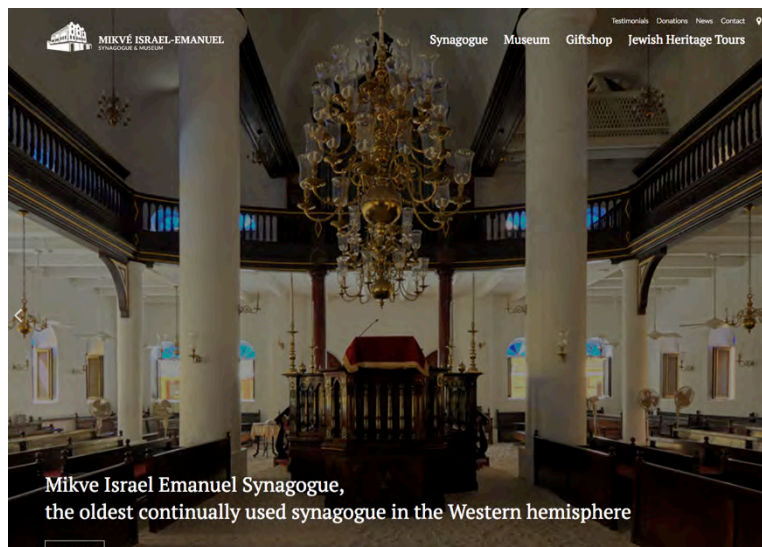 Testimonials Donations News Contact
MIKVÉ ISRAEL-EMANUEL
SYNAGOGUE & MUSEUM
Synagogue Museum Giftshop Jewish Heritage Tours
Mikve Israel Emanuel Synagogue,
the oldest continually used synagogue in the Western hemisphere